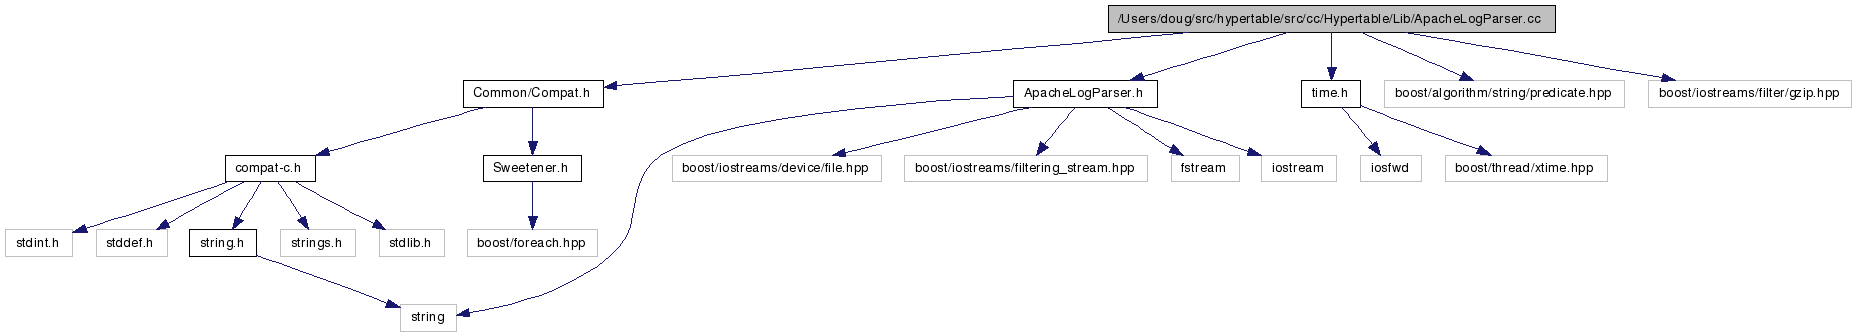 /Users/doug/src/hypertable/src/cc/Hypertable/Lib/ApacheLogParser.cc
Common/Compat.h
ApacheLogParser.h
time.h
boost/algorithm/string/predicate.hpp
boost/iostreams/filter/gzip.hpp
compat-c.h
Sweetener.h
boost/iostreams/device/file.hpp
boost/iostreams/filtering_stream.hpp
fstream
iostream
iosfwd
boost/thread/xtime.hpp
stdint.h
stddef.h
string.h
strings.h
stdlib.h
boost/foreach.hpp
string